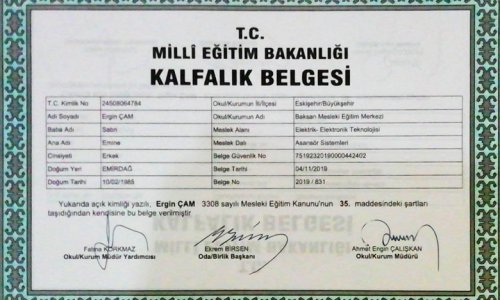 T.C.
MİLLÎ EĞİTİM BAKANLIĞI
KALFALIK BELGESİ
T.C. Kimlik No 24508064784 Okul/Kurumun İl/İlçesi Eskişehir/Büyükşehir
Adı Soyadı Ergin ÇAM Okul/Kurumun Adı Baksan Mesleki Eğitim Merkezi
Baba Adı Satın Meslek Alanı Elektrik- Elektronik Teknolojisi
Ana Adı Emine Meslek Dalı Asansör Sistemleri
Cinsiyeti Erkek Belge Güvenlik No 75192320190000442402
Doğum Yeri EMİRDAĞ Belge Tarihi 04/11/2019
Doğum Tarihi 10/02/1985 Belge No 2019 / 831
Yukarıda açık kimliği yazılı, Ergin ÇAM 3308 sayılı Mesleki Eğitim Kanunu'nun 35. maddesindeki şartları
taşıdığından kendisine bu belge verilmiştir
Fatma KORKMAZ Ekrem BİRSEN Ahmet Engin ÇALIŞKAN
Okul/Kurum Müdür Yardımcısı Oda/Birlik Başkanı Okul/Kurum Müdürü